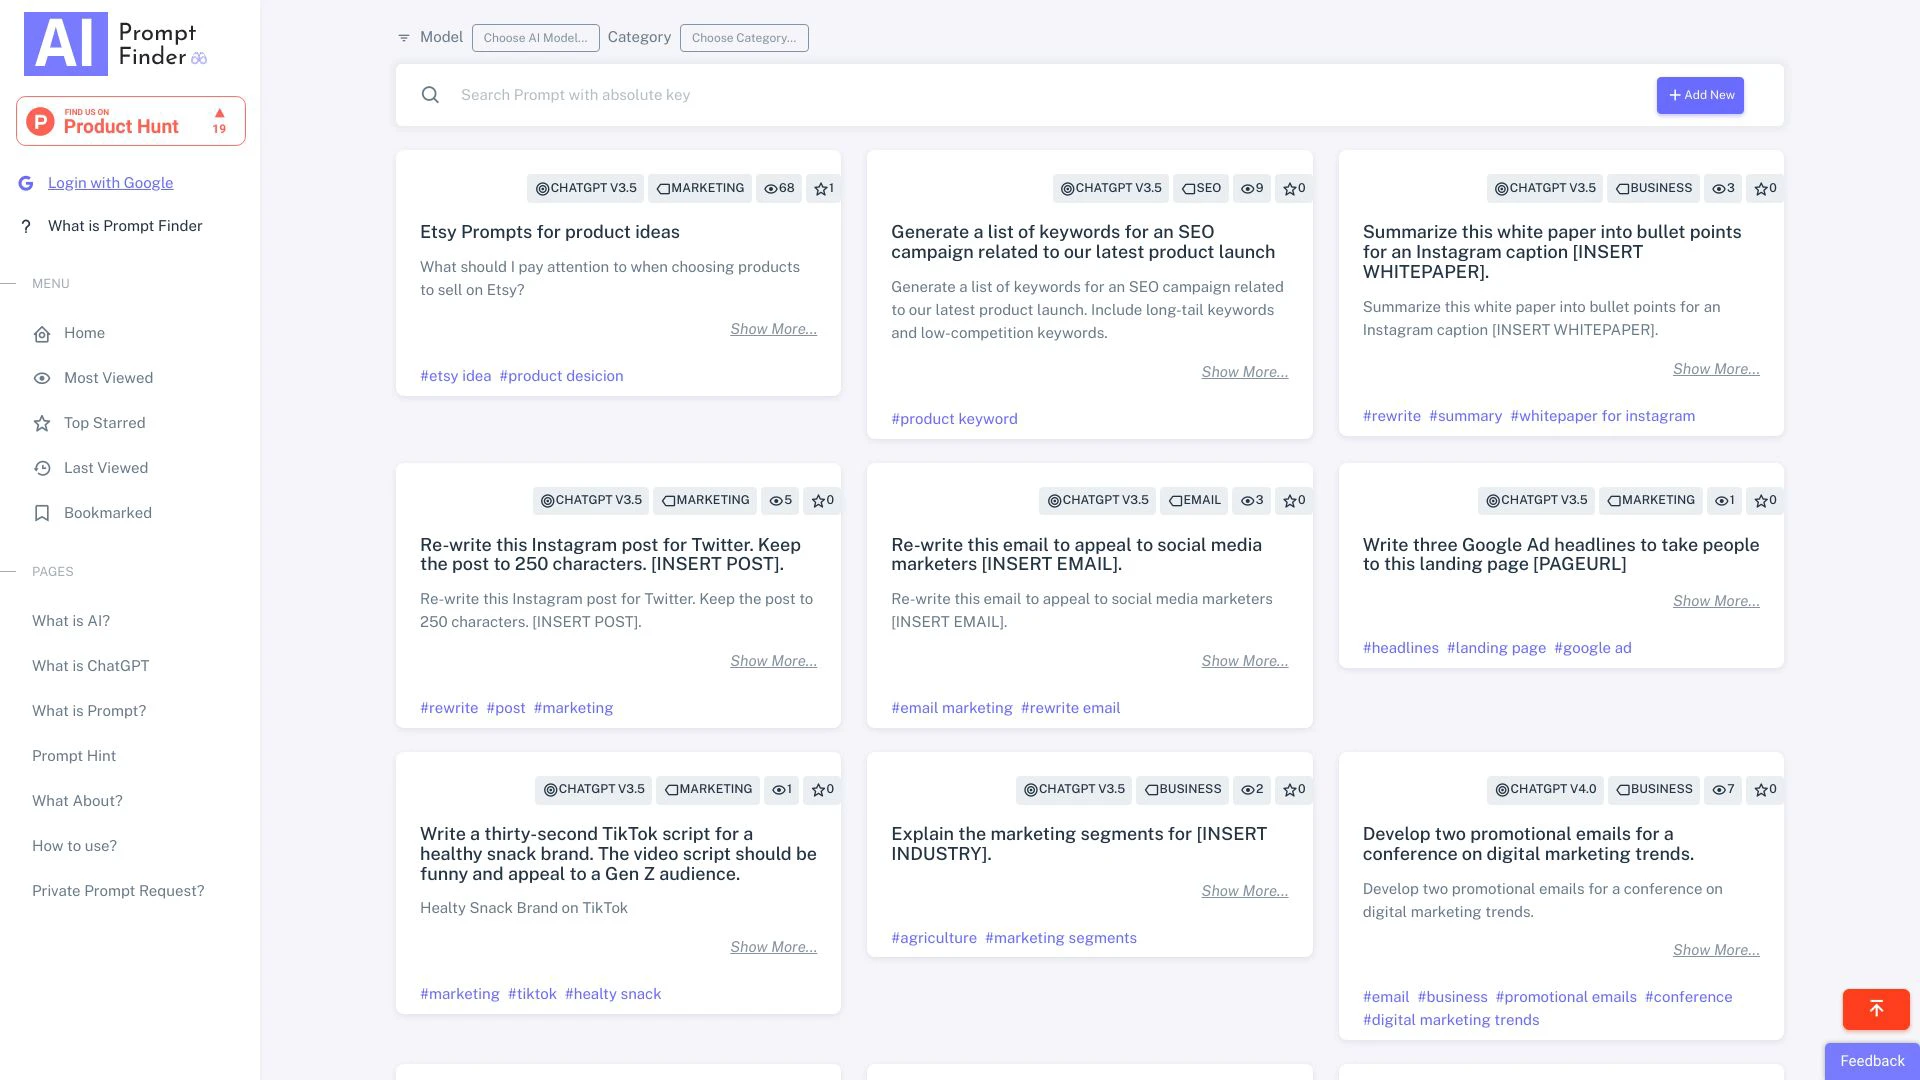 AI Prompt
Finder
FIND US ON
Product Hunt
19
Login with Google
? What is Prompt Finder
MENU
Home
Most Viewed
Top Starred
Last Viewed
Bookmarked
PAGES
What is AI?
What is ChatGPT
What is Prompt?
Prompt Hint
What About?
How to use?
Private Prompt Request?
Model Choose AI Model... Category Choose Category...
Search Prompt with absolute key
+ Add New
CHATGPT V3.5 MARKETING 68 1
Etsy Prompts for product ideas
What should I pay attention to when choosing products
to sell on Etsy?
Show More...
#etsy idea #product desicion
CHATGPT V3.5 SEO 9 0
Generate a list of keywords for an SEO
campaign related to our latest product launch
Generate a list of keywords for an SEO campaign related
to our latest product launch. Include long-tail keywords
and low-competition keywords.
Show More...
#product keyword
CHATGPT V3.5 BUSINESS 3 0
Summarize this white paper into bullet points
for an Instagram caption [INSERT
WHITEPAPER].
Summarize this white paper into bullet points for an
Instagram caption [INSERT WHITEPAPER].
Show More...
#rewrite #summary #whitepaper for instagram
CHATGPT V3.5 MARKETING 5 0
Re-write this Instagram post for Twitter. Keep
the post to 250 characters. [INSERT POST].
Re-write this Instagram post for Twitter. Keep the post to
250 characters. [INSERT POST].
Show More...
#rewrite #post #marketing
CHATGPT V3.5 EMAIL 3 0
Re-write this email to appeal to social media
marketers [INSERT EMAIL].
Re-write this email to appeal to social media marketers
[INSERT EMAIL].
Show More...
#email marketing #rewrite email
CHATGPT V3.5 MARKETING 1 0
Write three Google Ad headlines to take people
to this landing page [PAGEURL]
Show More...
#headlines #landing page #google ad
CHATGPT V3.5 MARKETING 1 0
Write a thirty-second TikTok script for a
healthy snack brand. The video script should be
funny and appeal to a Gen Z audience.
Healty Snack Brand on TikTok
Show More...
#marketing #tiktok #healty snack
CHATGPT V3.5 BUSINESS 2 0
Explain the marketing segments for [INSERT
INDUSTRY].
Show More...
#agriculture #marketing segments
CHATGPT V4.0 BUSINESS 7 0
Develop two promotional emails for a
conference on digital marketing trends.
Develop two promotional emails for a conference on
digital marketing trends.
Show More...
#email #business #promotional emails #conference
#digital marketing trends
Feedback